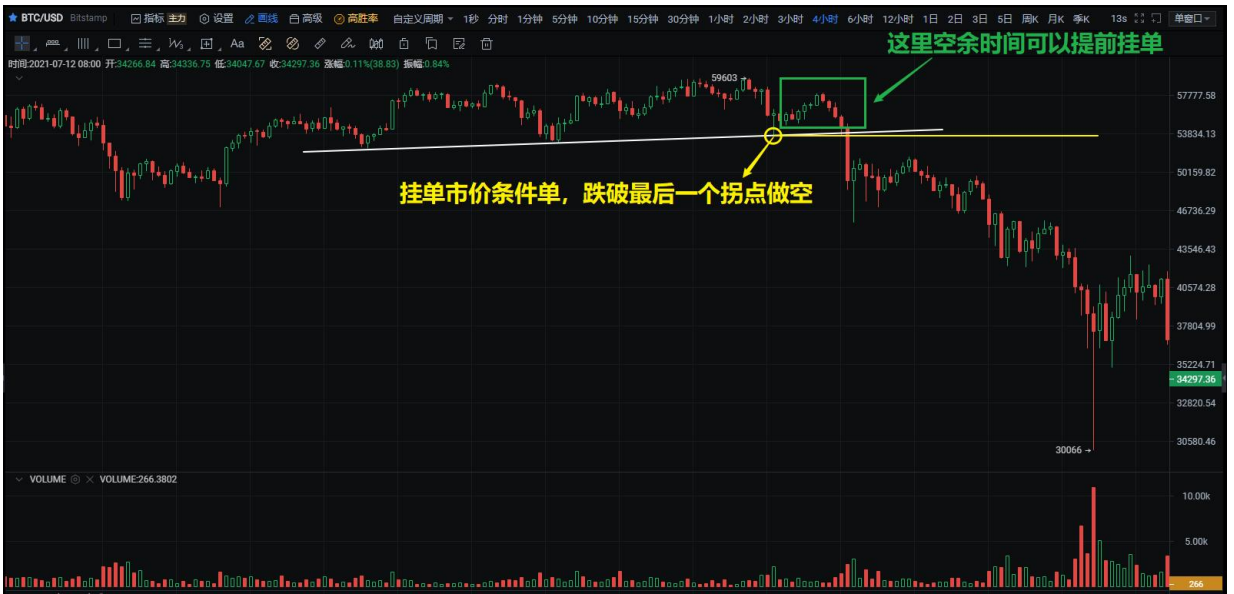 BTC/USD Bitstamp 指标 主力 设置 画线 高级 高胜率 自定义周期 1秒 分时 1分钟 5分钟 10分钟 15分钟 30分钟 1小时 2小时 3小时 4小时 6小时 12小时 1日 2日 3日 5日 周K 月K 季K 13s 单窗口
Aa
这里空余时间可以提前挂单
时间:2021-07-12 08:00 开:34266.84 高:34336.75 低:34047.67 收:34297.36 涨幅:0.11%(38.83) 振幅:0.84%
59603
57777.58
53834.13
50159.82
挂单市价条件单，跌破最后一个拐点做空
46736.29
43546.43
40574.28
37804.99
35224.71
34297.36
32820.54
30580.46
30066
VOLUME VOLUME:266.3802
10.00k
5.00k
266